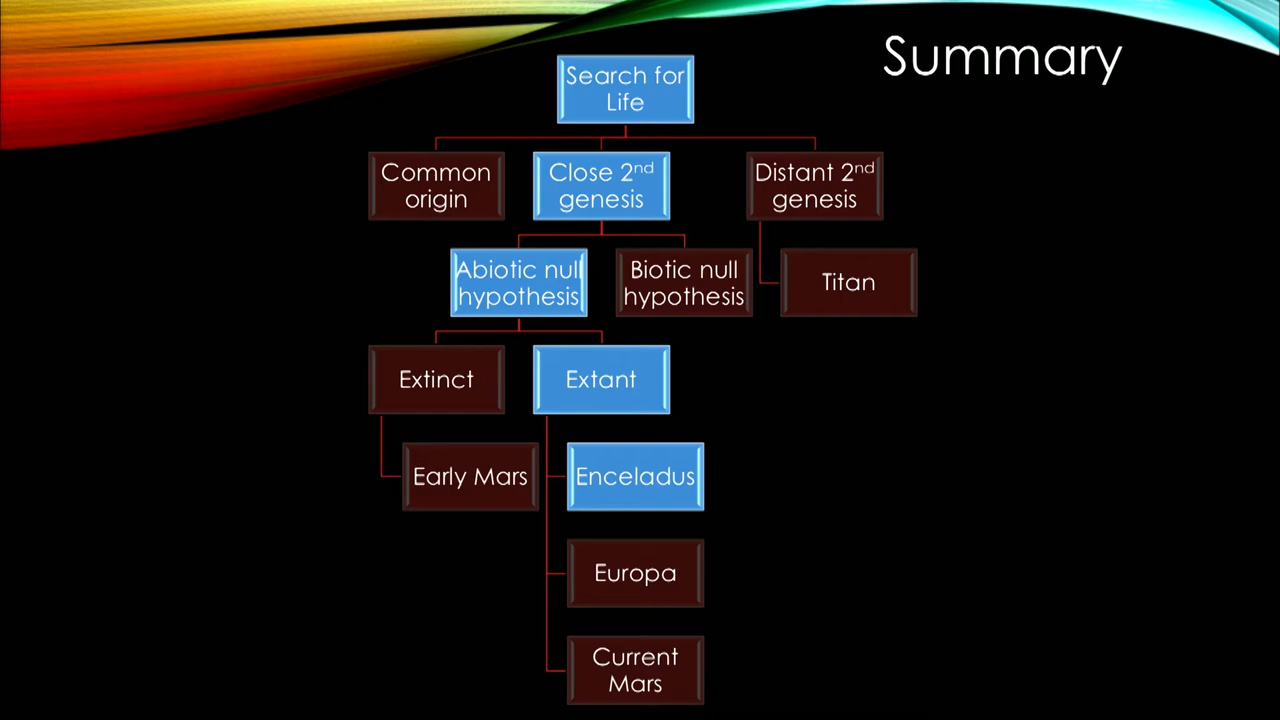 Summary
Search for
Life
Common
origin
Close 2nd
genesis
Distant 2nd
genesis
Abiotic null
hypothesis
Biotic null
hypothesis
Titan
Extinct
Extant
Early Mars
Enceladus
Europa
Current
Mars